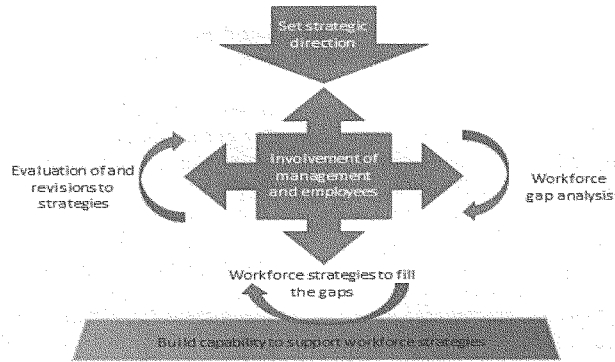 Set strategic
direction
Involvement of
management
and employees
Evaluation of and
revisions to
strategies
Workforce
gap analysis
Workforce strategies to fill
the gaps
Build capability to support workforce strategies